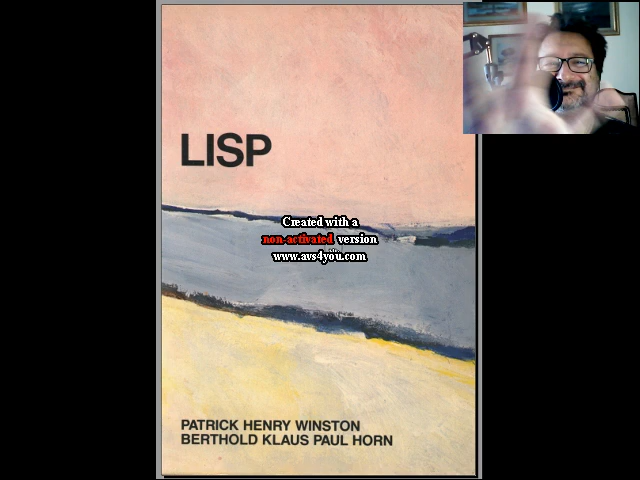 LISP
Created with a
non-activated version
www.avs4you.com
PATRICK HENRY WINSTON
BERTHOLD KLAUS PAUL HORN